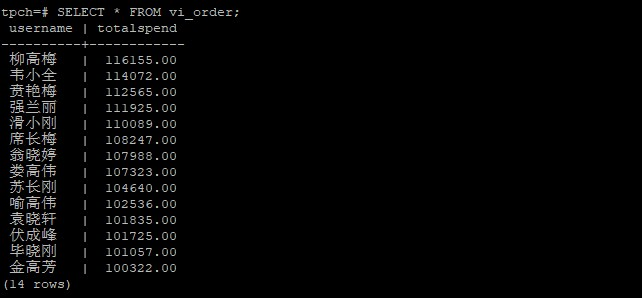 tpch=# SELECT * FROM vi_order;
 username | totalspend
----------+------------
 柳高梅   |  116155.00
 韦小全   |  114072.00
 贲艳梅   |  112565.00
 强兰丽   |  111925.00
 滑小刚   |  110089.00
 席长梅   |  108247.00
 翁晓婷   |  107988.00
 娄高伟   |  107323.00
 苏长刚   |  104640.00
 喻高伟   |  102536.00
 袁晓轩   |  101835.00
 伏成峰   |  101725.00
 毕晓刚   |  101057.00
 金高芳   |  100322.00
(14 rows)